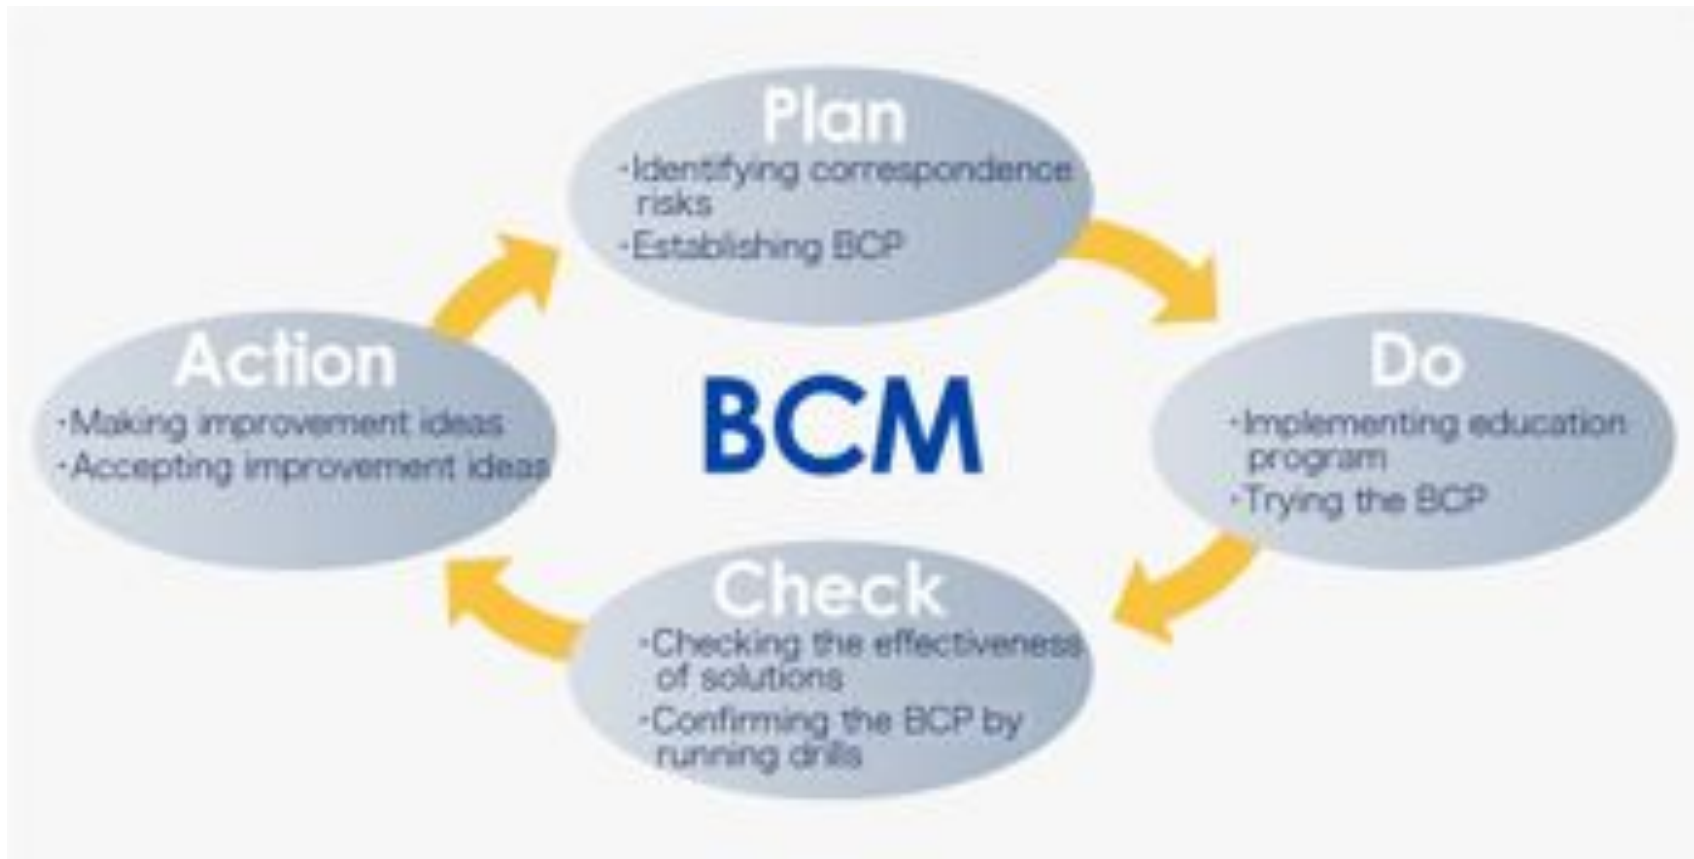 Plan
·Identifying correspondence
risks
·Establishing BCP
Do
·Implementing education
program
·Trying the BCP
Check
·Checking the effectiveness
of solutions
·Confirming the BCP by
running drills
Action
·Making improvement ideas
·Accepting improvement ideas
BCM